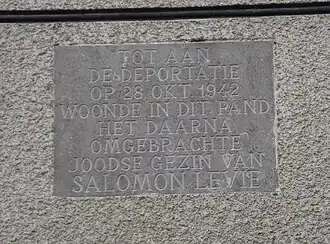 TOT AAN
DE DEPORTATIE
OP 28 OKT. 1942
WOONDE IN DIT PAND
HET DAARNA
OMGEBRACHTE
JOODSE GEZIN VAN
SALOMON LEVIE